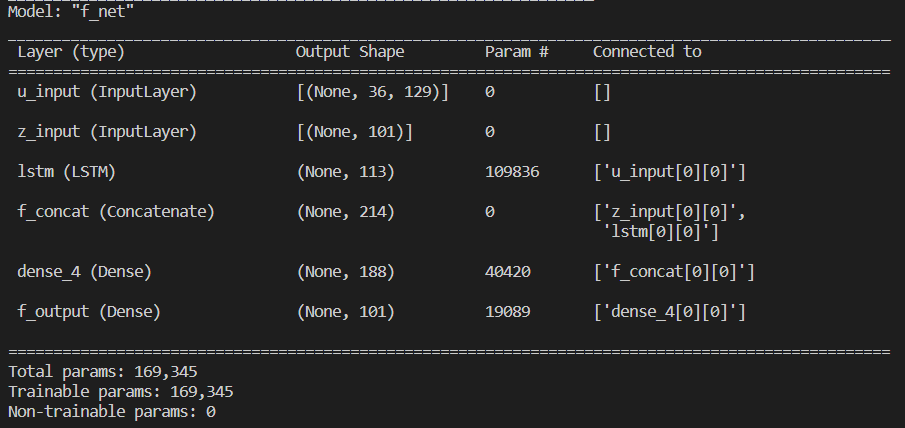 Model: "f_net"
Layer (type) Output Shape Param # Connected to
u_input (InputLayer) [(None, 36, 129)] 0 []
z_input (InputLayer) [(None, 101)] 0 []
lstm (LSTM) (None, 113) 109836 ['u_input[0][0]']
f_concat (Concatenate) (None, 214) 0 ['z_input[0][0]',
'lstm[0][0]']
dense_4 (Dense) (None, 188) 40420 ['f_concat[0][0]']
f_output (Dense) (None, 101) 19089 ['dense_4[0][0]']
Total params: 169,345
Trainable params: 169,345
Non-trainable params: 0